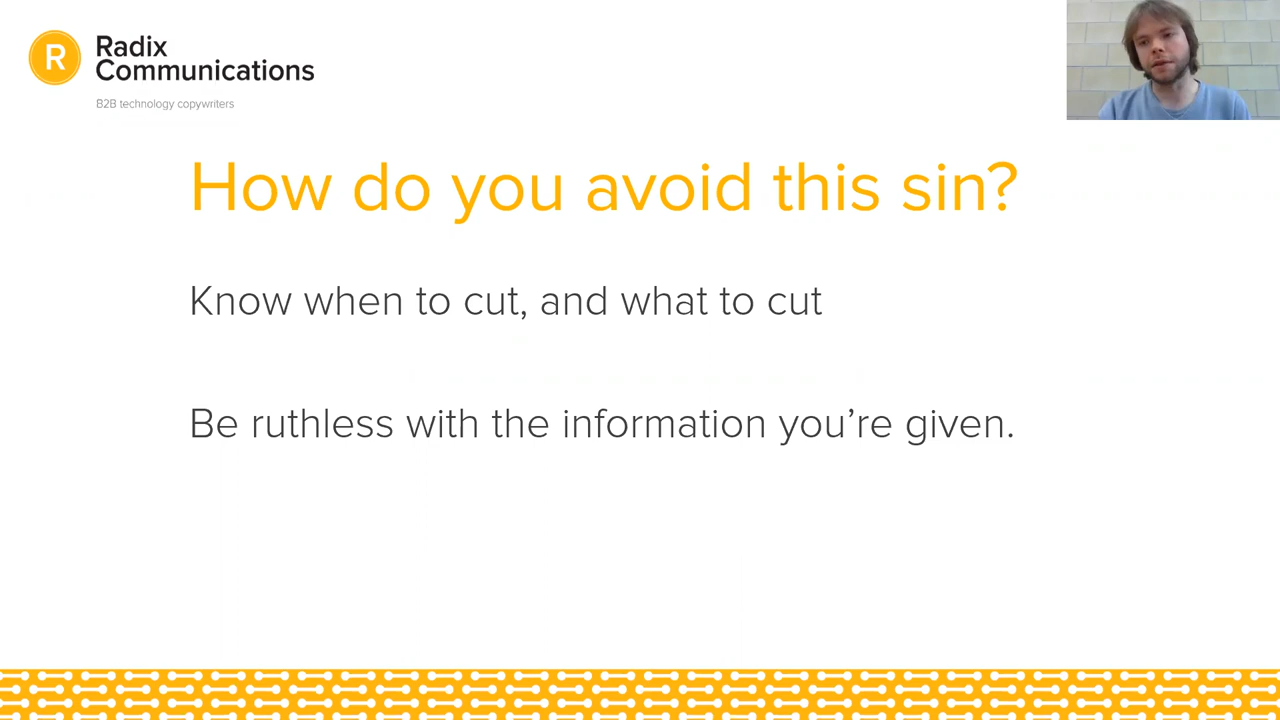 R
Radix
Communications
B2B technology copywriters
How do you avoid this sin?
Know when to cut, and what to cut
Be ruthless with the information you’re given.